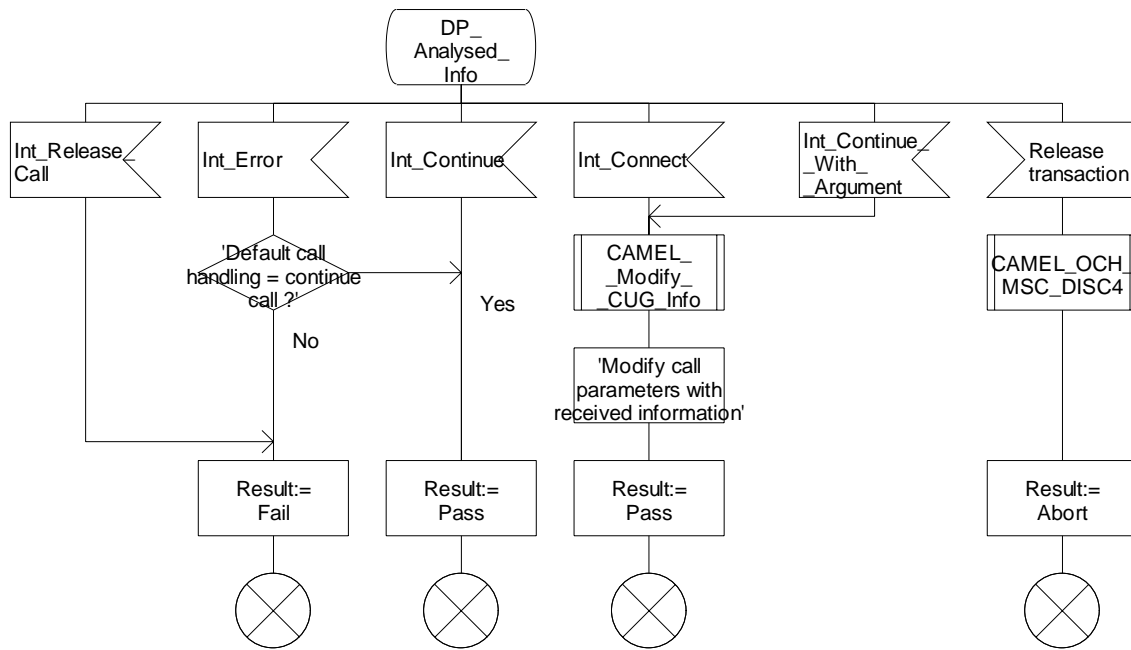 DP_
Analysed_
Info
Int_Release_
Call
Int_Error
Int_Continue
Int_Connect
Int_Continue_
_With_
_Argument
Release
transaction
'Default call
handling = continue
call ?'
Yes
No
CAMEL_
_Modify_
_CUG_Info
CAMEL_OCH_
MSC_DISC4
'Modify call
parameters with
received information'
Result:=
Fail
Result:=
Pass
Result:=
Pass
Result:=
Abort